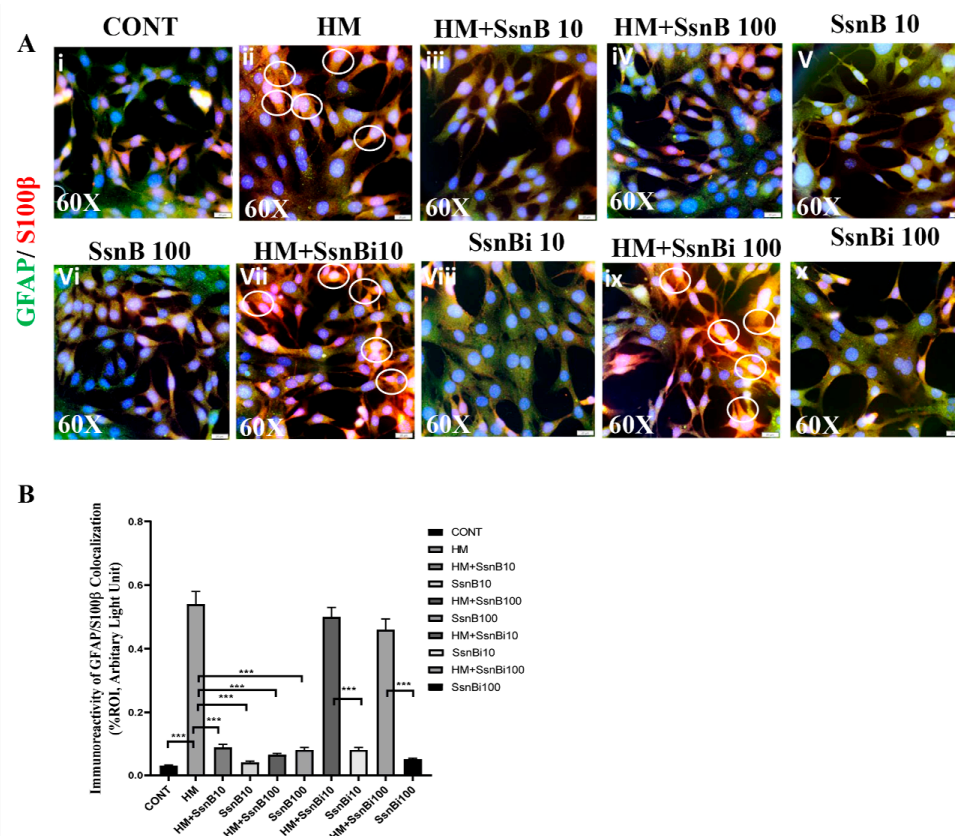 A
CONT
HM
HM+SsnB 10
HM+SsnB 100
SsnB 10
i
ii
iii
iV
V
60X
60X
60X
60X
60X
GFAP/ S100β
SsnB 100
HM+SsnBi10
SsnBi 10
HM+SsnBi 100
SsnBi 100
Vi
Vii
Viii
ix
x
60X
60X
60X
60X
60X
B
Immunoreactivity of GFAP/S100β Colocalization
(%ROI, Arbitary Light Unit)
0.8
0.6
0.4
0.2
0.0
***
***
***
***
***
***
***
CONT
HM
HM+SsnB10
SsnB10
HM+SsnB100
SsnB100
HM+SsnBi10
SsnBi10
HM+SsnBi100
SsnBi100
CONT
HM
HM+SsnB10
SsnB10
HM+SsnB100
SsnB100
HM+SsnBi10
SsnBi10
HM+SsnBi100
SsnBi100